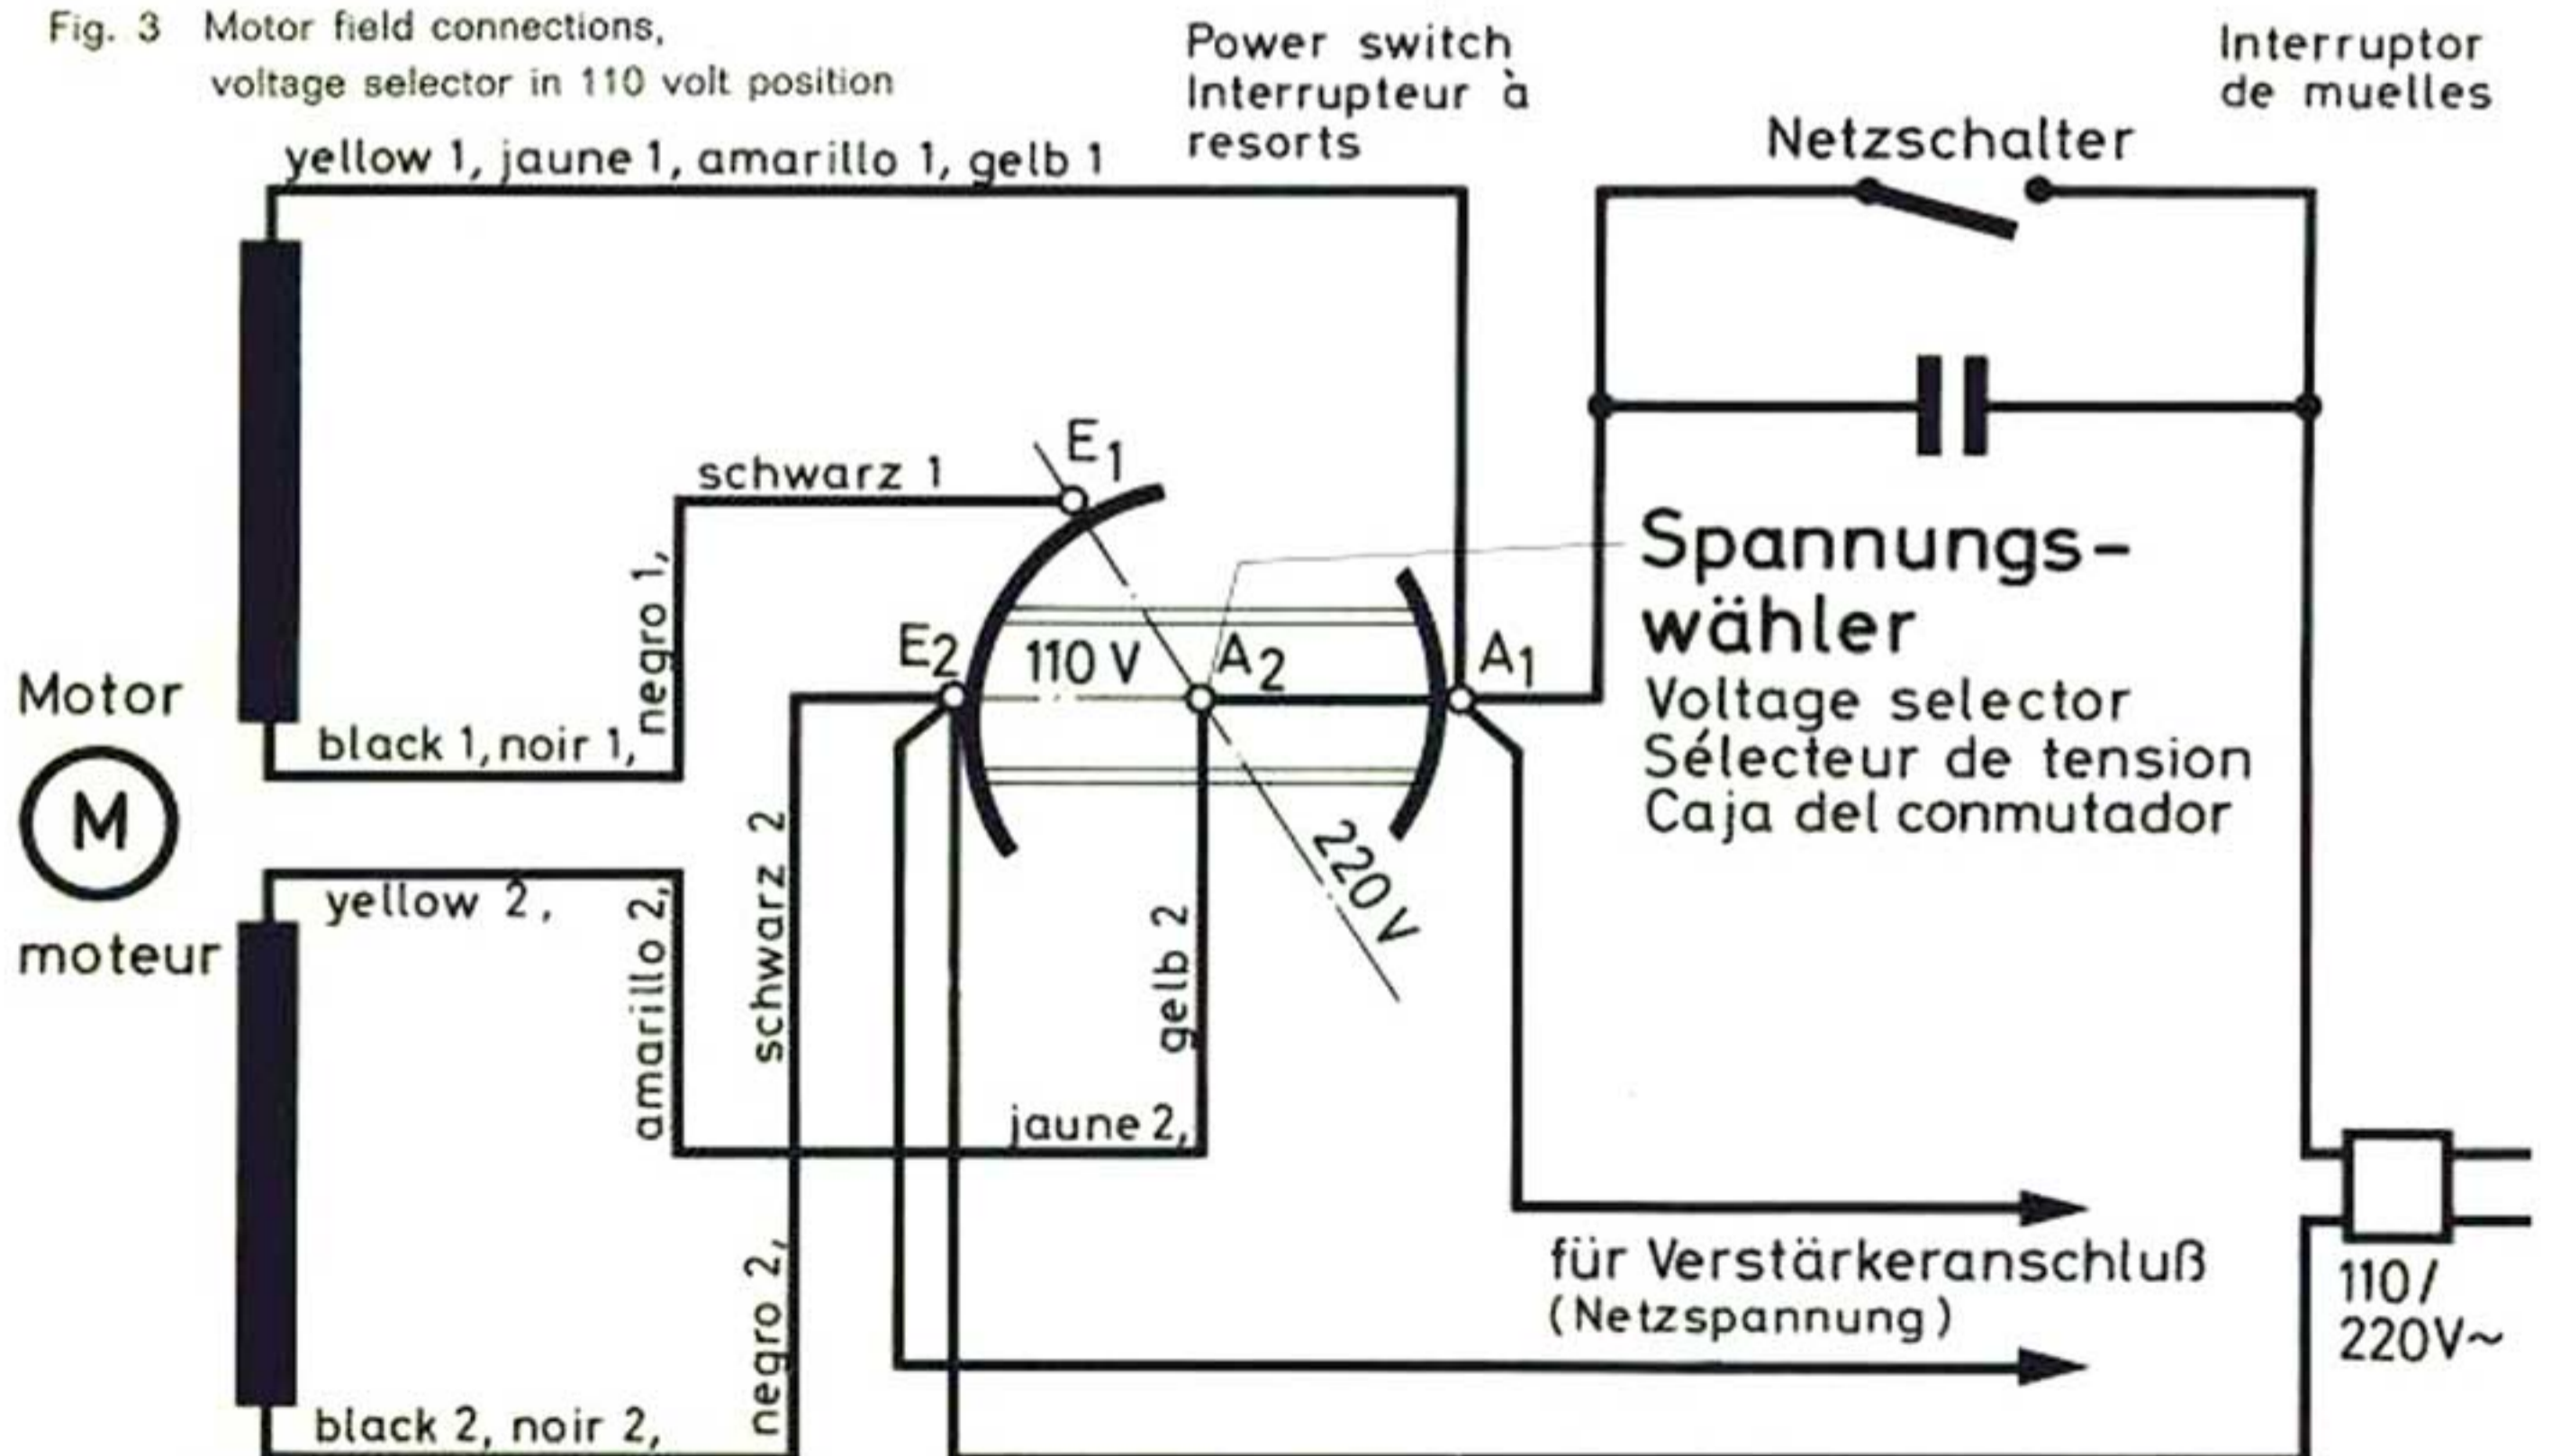 Fig. 3 Motor field connections,
voltage selector in 110 volt position
Power switch
Interrupteur à
resorts
Interruptor
de muelles
Netzschalter
yellow 1, jaune 1, amarillo 1, gelb 1
E1
schwarz 1
negro 1,
black 1, noir 1,
Spannungs-
wähler
Voltage selector
Sélecteur de tension
Caja del conmutador
E2
110 V
A2
A1
220 V
Motor
M
moteur
yellow 2,
amarillo 2,
schwarz 2
gelb 2
jaune 2,
negro 2,
black 2, noir 2,
für Verstärkeranschluß
(Netzspannung)
110/
220V~